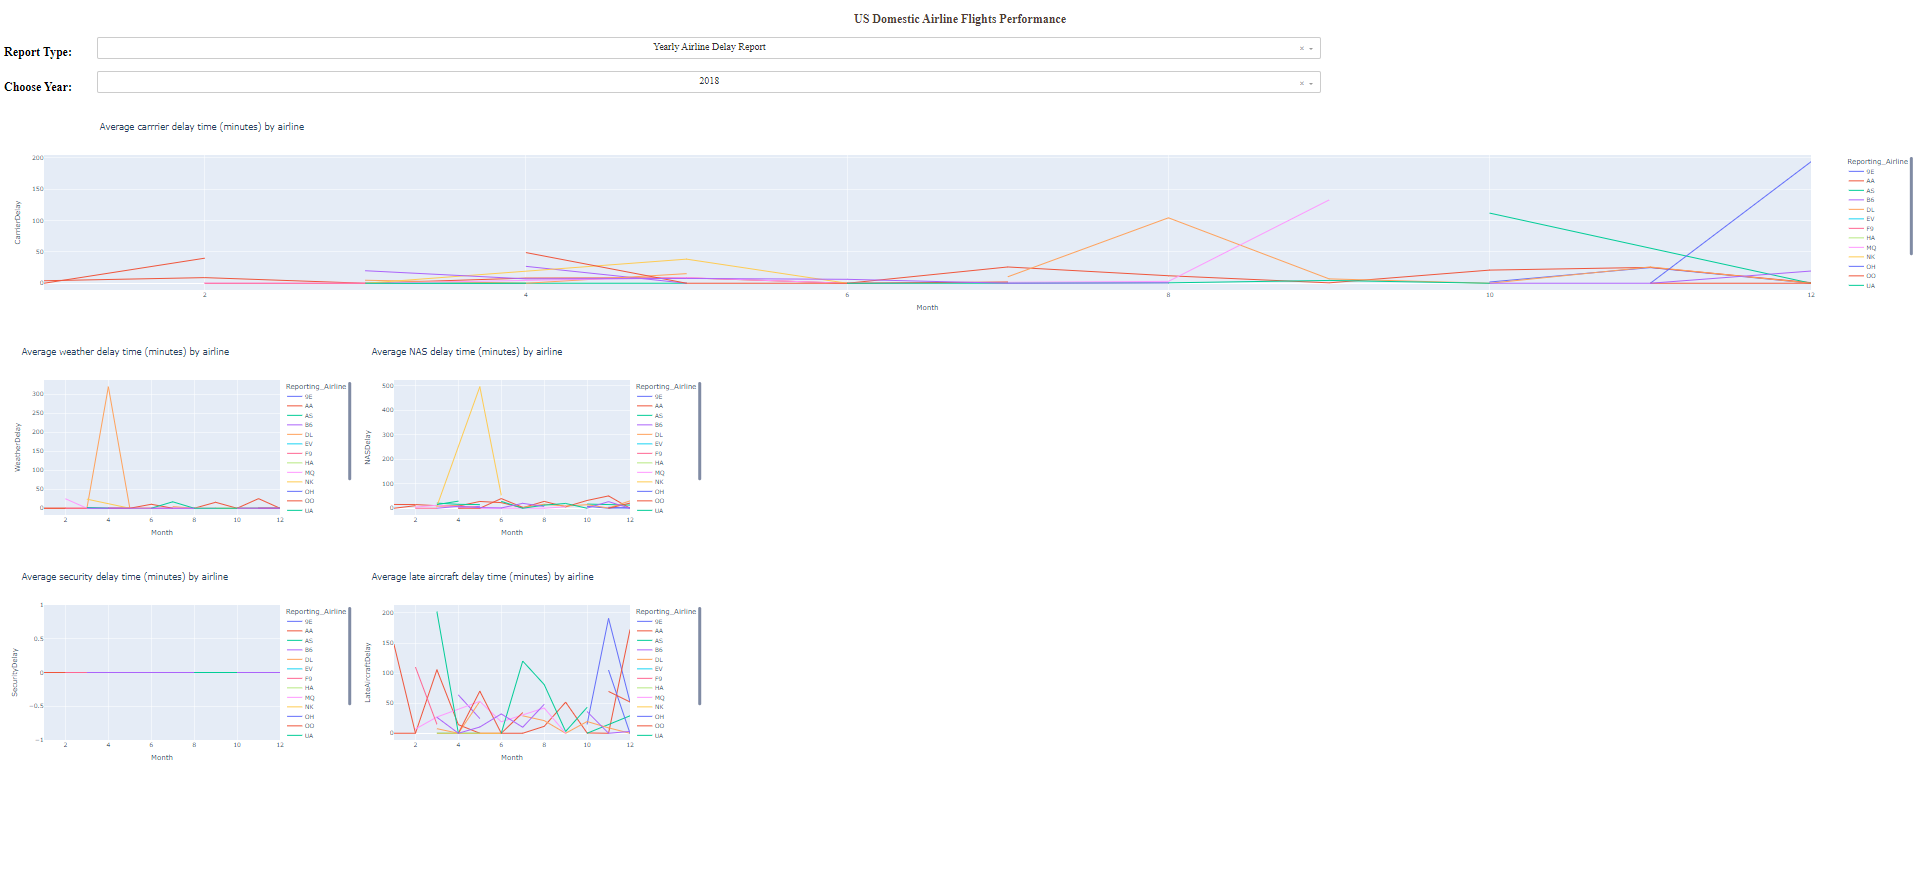 US Domestic Airline Flights Performance
Report Type:
Yearly Airline Delay Report
×
Choose Year:
2018
×
Average carrrier delay time (minutes) by airline
CarrierDelay
200
150
100
50
0
2
4
6
8
10
12
Month
Reporting_Airline
9E
AA
AS
B6
DL
EV
F9
HA
MQ
NK
OH
OO
UA
Average weather delay time (minutes) by airline
WeatherDelay
300
250
200
150
100
50
0
2
4
6
8
10
12
Month
Reporting_Airline
9E
AA
AS
B6
DL
EV
F9
HA
MQ
NK
OH
OO
UA
Average NAS delay time (minutes) by airline
NASDelay
500
400
300
200
100
0
2
4
6
8
10
12
Month
Reporting_Airline
9E
AA
AS
B6
DL
EV
F9
HA
MQ
NK
OH
OO
UA
Average security delay time (minutes) by airline
SecurityDelay
1
0.5
0
−0.5
−1
2
4
6
8
10
12
Month
Reporting_Airline
9E
AA
AS
B6
DL
EV
F9
HA
MQ
NK
OH
OO
UA
Average late aircraft delay time (minutes) by airline
LateAircraftDelay
200
150
100
50
0
2
4
6
8
10
12
Month
Reporting_Airline
9E
AA
AS
B6
DL
EV
F9
HA
MQ
NK
OH
OO
UA